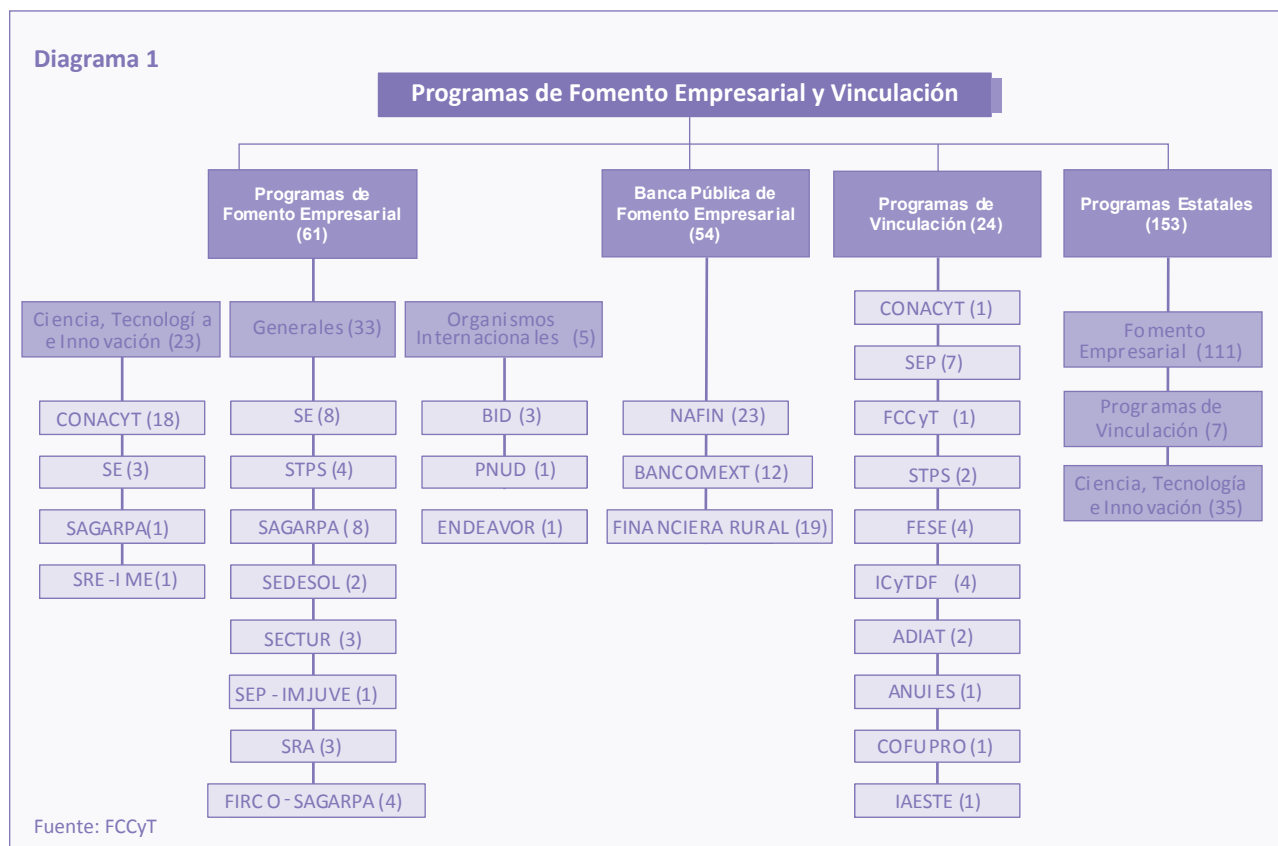 Diagrama 1
Programas de Fomento Empresarial y Vinculación
Programas de
Fomento Empresarial
(61)
Ciencia, Tecnología
e Innovación (23)
CONACYT (18)
SE (3)
SAGARPA(1)
SRE-IME(1)
Generales (33)
SE (8)
STPS (4)
SAGARPA (8)
SEDESOL (2)
SECTUR (3)
SEP - IMJUVE (1)
SRA (3)
FIRCO-SAGARPA (4)
Organismos
Internacionales (5)
BID (3)
PNUD (1)
ENDEAVOR (1)
Banca Pública de
Fomento Empresarial
(54)
NAFIN (23)
BANCOMEXT (12)
FINANCIERA RURAL (19)
Programas de
Vinculación (24)
CONACYT (1)
SEP (7)
FCCyT (1)
STPS (2)
FESE (4)
ICyTDF (4)
ADIAT (2)
ANUIES (1)
COFUPRO (1)
IAESTE (1)
Programas Estatales
(153)
Fomento
Empresarial (111)
Programas de
Vinculación (7)
Ciencia, Tecnología
e Innovación (35)
Fuente: FCCyT